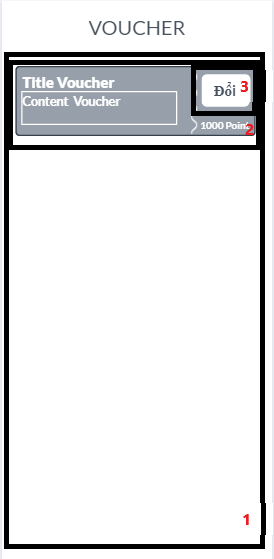 VOUCHER
Title Voucher
3
Đổi
Content Voucher
1000 Point
2
1